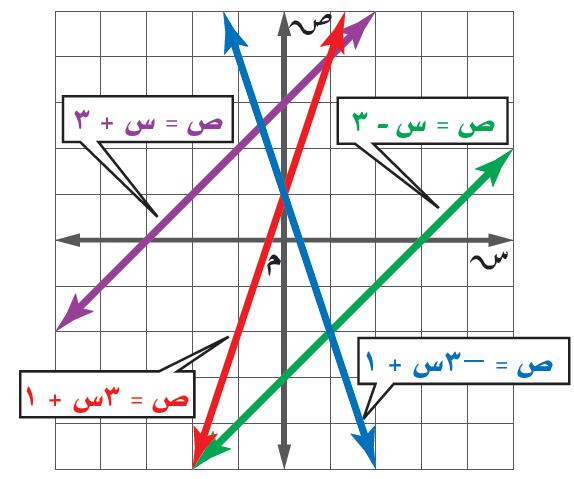 ص
ص = س + ٣
ص = س - ٣
س
م
ص = –٣س + ١
ص = ٣س + ١